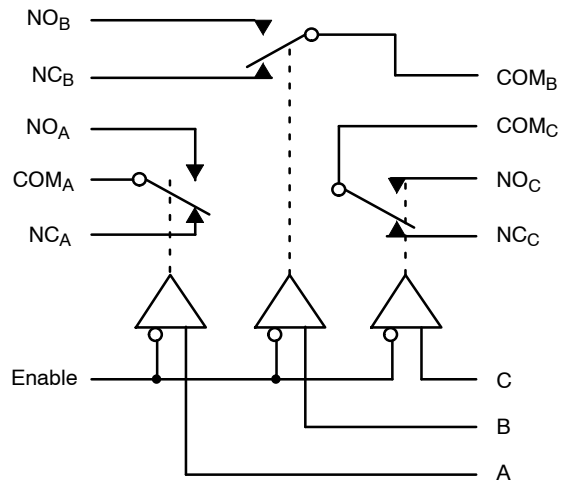 NO_B
NC_B
COM_B
NO_A
COM_C
COM_A
NO_C
NC_A
NC_C
Enable
C
B
A